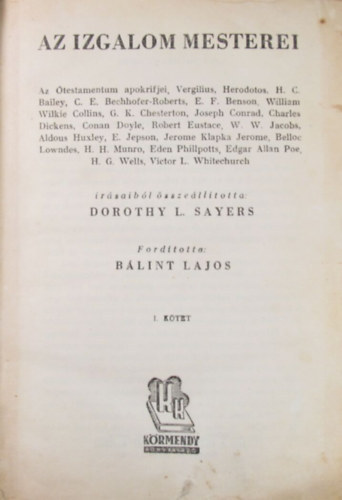 AZ IZGALOM MESTEREI
Az Ótestamentum apokrifjei, Vergilius, Herodotos, H. C.
Bailey, C. E. Bechhofer-Roberts, E. F. Benson, William
Wilkie Collins, G. K. Chesterton, Joseph Conrad, Charles
Dickens, Conan Doyle, Robert Eustace, W. W. Jacobs,
Aldous Huxley, E. Jepson, Jerome Klapka Jerome, Belloc
Lowndes, H. H. Munro, Eden Phillpotts, Edgar Allan Poe,
H. G. Wells, Victor L. Whitechurch
írásaiból összeállította:
DOROTHY L. SAYERS
Fordította:
BÁLINT LAJOS
I. KÖTET
KK
KÖRMENDY